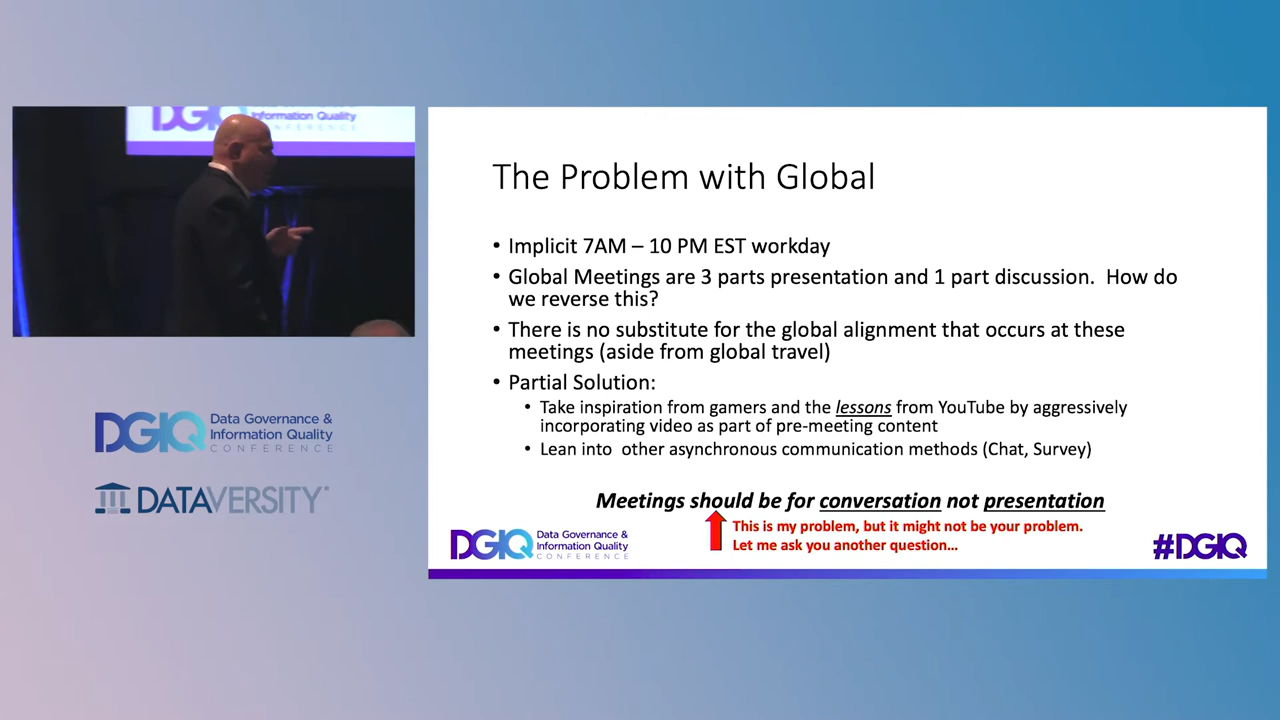 DGIQ
Information Quality
CONFERENCE
The Problem with Global
• Implicit 7AM – 10 PM EST workday
• Global Meetings are 3 parts presentation and 1 part discussion.  How do
we reverse this?
• There is no substitute for the global alignment that occurs at these
meetings (aside from global travel)
• Partial Solution:
• Take inspiration from gamers and the lessons from YouTube by aggressively
incorporating video as part of pre-meeting content
• Lean into  other asynchronous communication methods (Chat, Survey)
Meetings should be for conversation not presentation
This is my problem, but it might not be your problem.
Let me ask you another question...
DGIQ Data Governance &
Information Quality
CONFERENCE
#DGIQ
DGIQ Data Governance &
Information Quality
CONFERENCE
DATAVERSITY